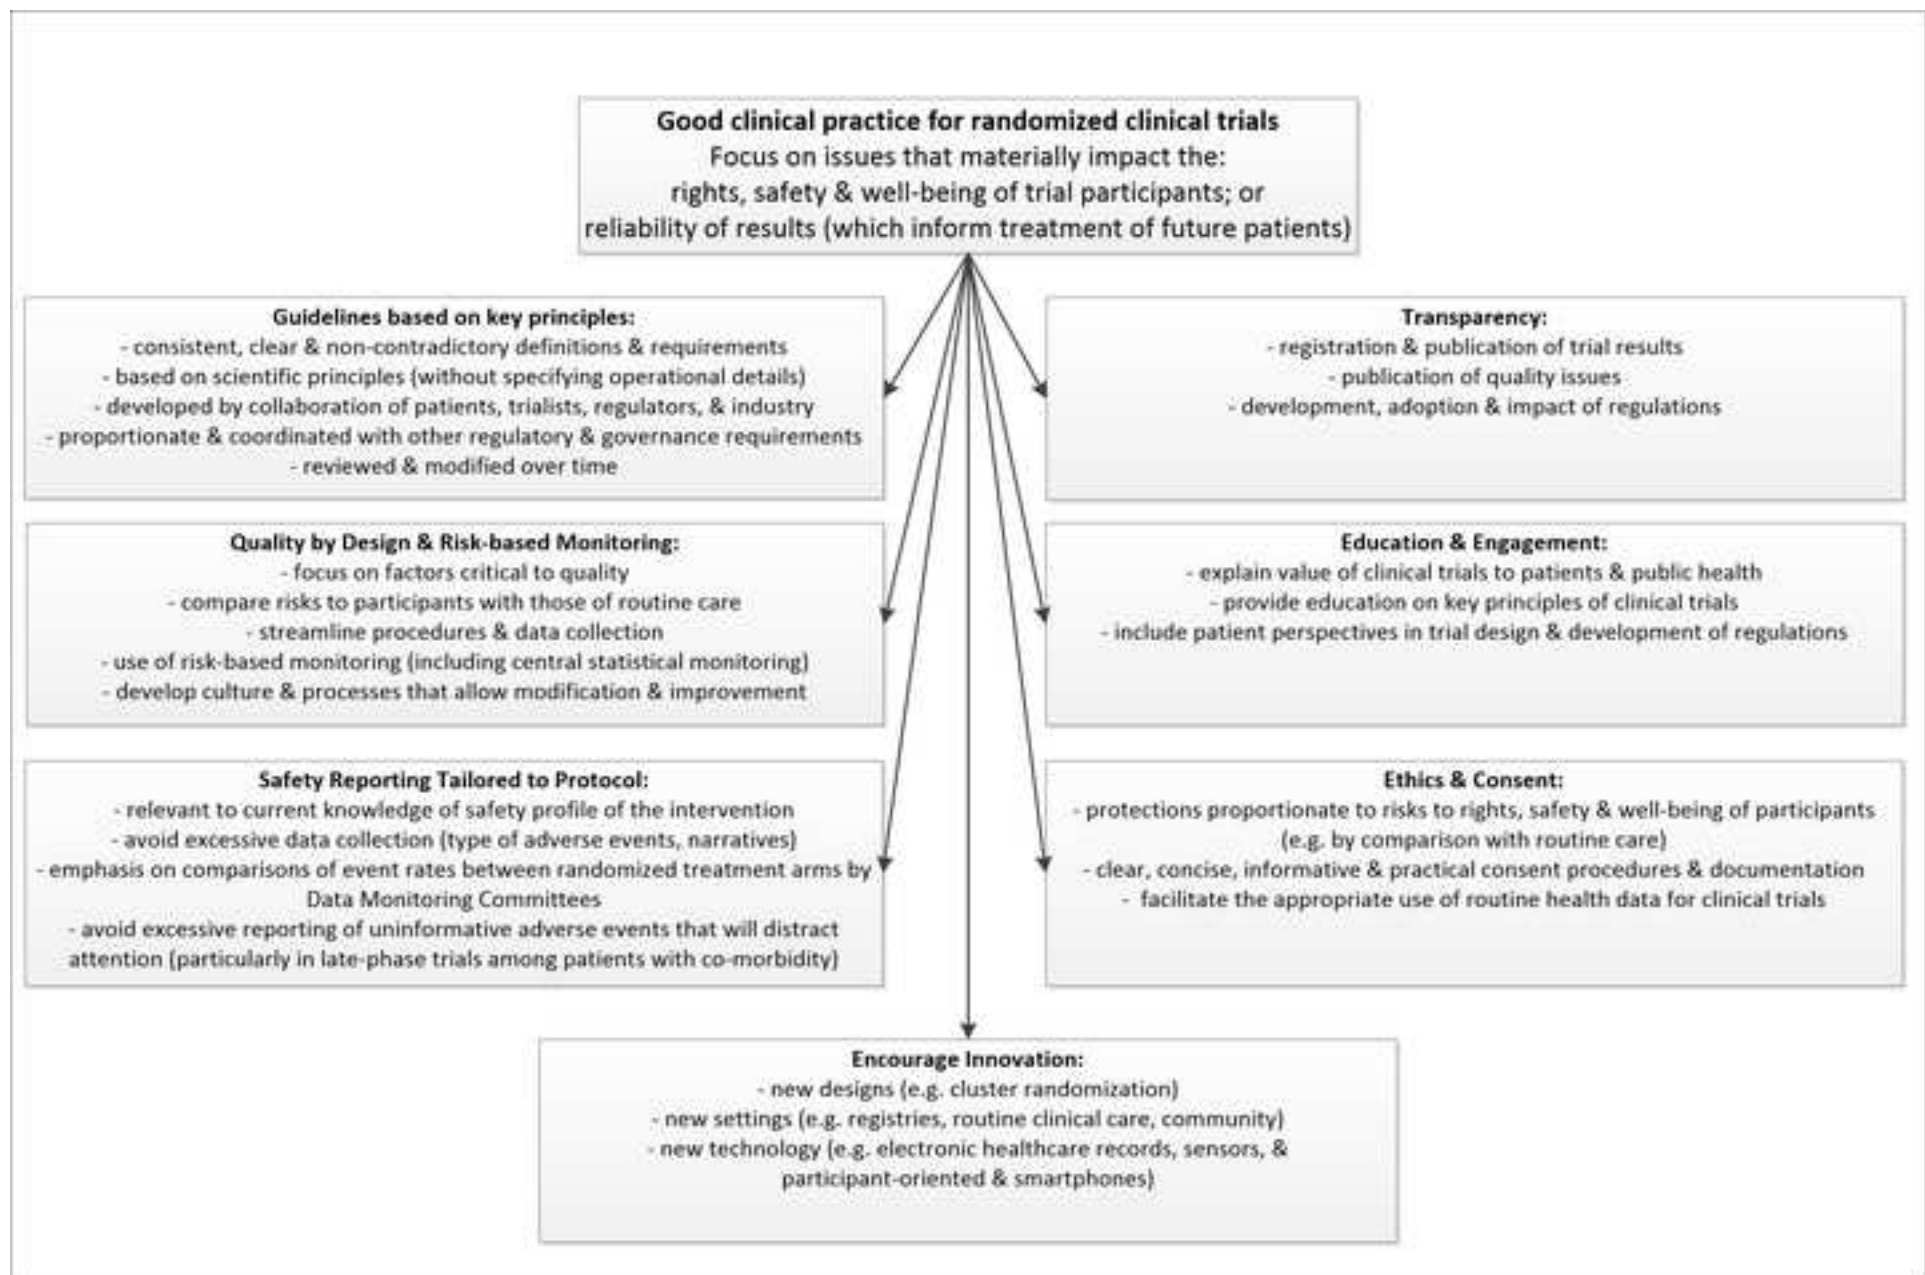 Good clinical practice for randomized clinical trials
Focus on issues that materially impact the:
rights, safety & well-being of trial participants; or
reliability of results (which inform treatment of future patients)
Guidelines based on key principles:
- consistent, clear & non-contradictory definitions & requirements
- based on scientific principles (without specifying operational details)
- developed by collaboration of patients, trialists, regulators, & industry
- proportionate & coordinated with other regulatory & governance requirements
- reviewed & modified over time
Transparency:
- registration & publication of trial results
- publication of quality issues
- development, adoption & impact of regulations
Quality by Design & Risk-based Monitoring:
- focus on factors critical to quality
- compare risks to participants with those of routine care
- streamline procedures & data collection
- use of risk-based monitoring (including central statistical monitoring)
- develop culture & processes that allow modification & improvement
Education & Engagement:
- explain value of clinical trials to patients & public health
- provide education on key principles of clinical trials
- include patient perspectives in trial design & development of regulations
Safety Reporting Tailored to Protocol:
- relevant to current knowledge of safety profile of the intervention
- avoid excessive data collection (type of adverse events, narratives)
- emphasis on comparisons of event rates between randomized treatment arms by
Data Monitoring Committees
- avoid excessive reporting of uninformative adverse events that will distract
attention (particularly in late-phase trials among patients with co-morbidity)
Ethics & Consent:
- protections proportionate to risks to rights, safety & well-being of participants
(e.g. by comparison with routine care)
- clear, concise, informative & practical consent procedures & documentation
- facilitate the appropriate use of routine health data for clinical trials
Encourage Innovation:
- new designs (e.g. cluster randomization)
- new settings (e.g. registries, routine clinical care, community)
- new technology (e.g. electronic healthcare records, sensors, &
participant-oriented & smartphones)